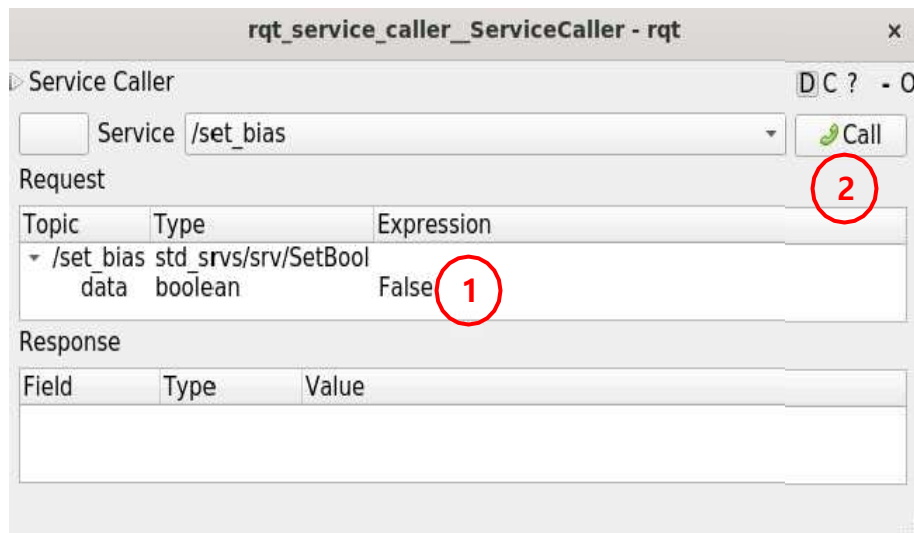 rqt_service_caller__ServiceCaller - rqt x
Service Caller D C ? - O
Service /set_bias Call
2
Request
Topic Type Expression
/set_bias std_srvs/srv/SetBool
data boolean False 1
Response
Field Type Value